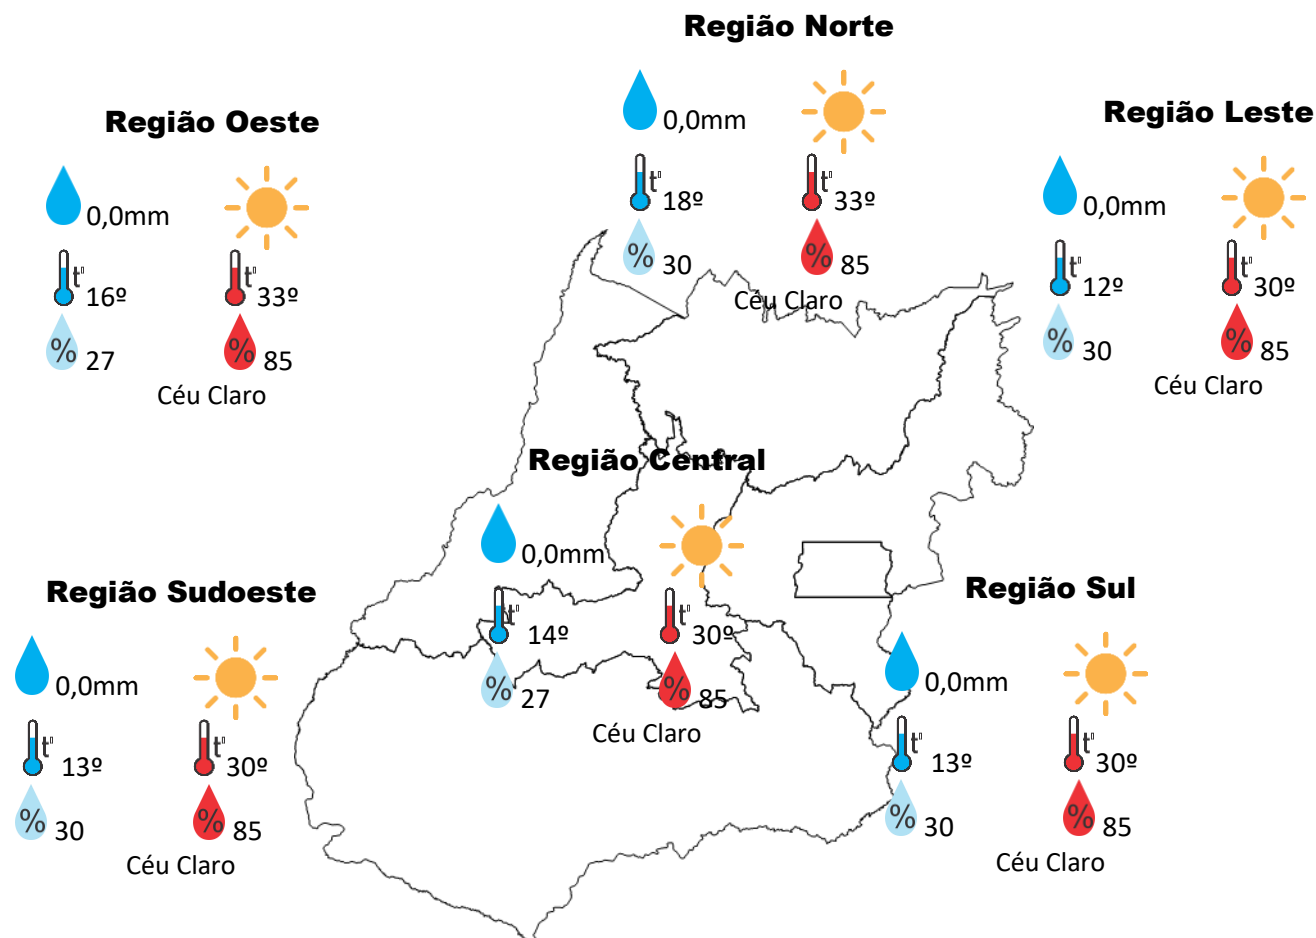 Região Norte
0,0mm
t°
18º
33º
% 30
% 85
Céu Claro
Região Oeste
0,0mm
t°
16º
t°
33º
% 27
% 85
Céu Claro
Região Leste
0,0mm
t°
12º
t°
30º
% 30
% 85
Céu Claro
Região Central
0,0mm
t°
14º
t°
30º
% 27
% 85
Céu Claro
Região Sudoeste
0,0mm
t°
13º
t°
30º
% 30
% 85
Céu Claro
Região Sul
0,0mm
t°
13º
t°
30º
% 30
% 85
Céu Claro